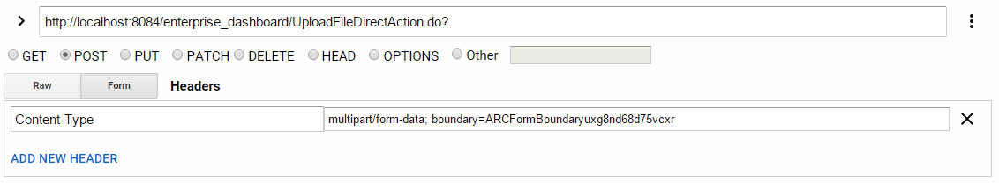 http://localhost:8084/enterprise_dashboard/UploadFileDirectAction.do?
GET POST PUT PATCH DELETE HEAD OPTIONS Other
Raw Form Headers
Content-Type multipart/form-data; boundary=ARCFormBoundaryuxg8nd68d75vcxr
ADD NEW HEADER